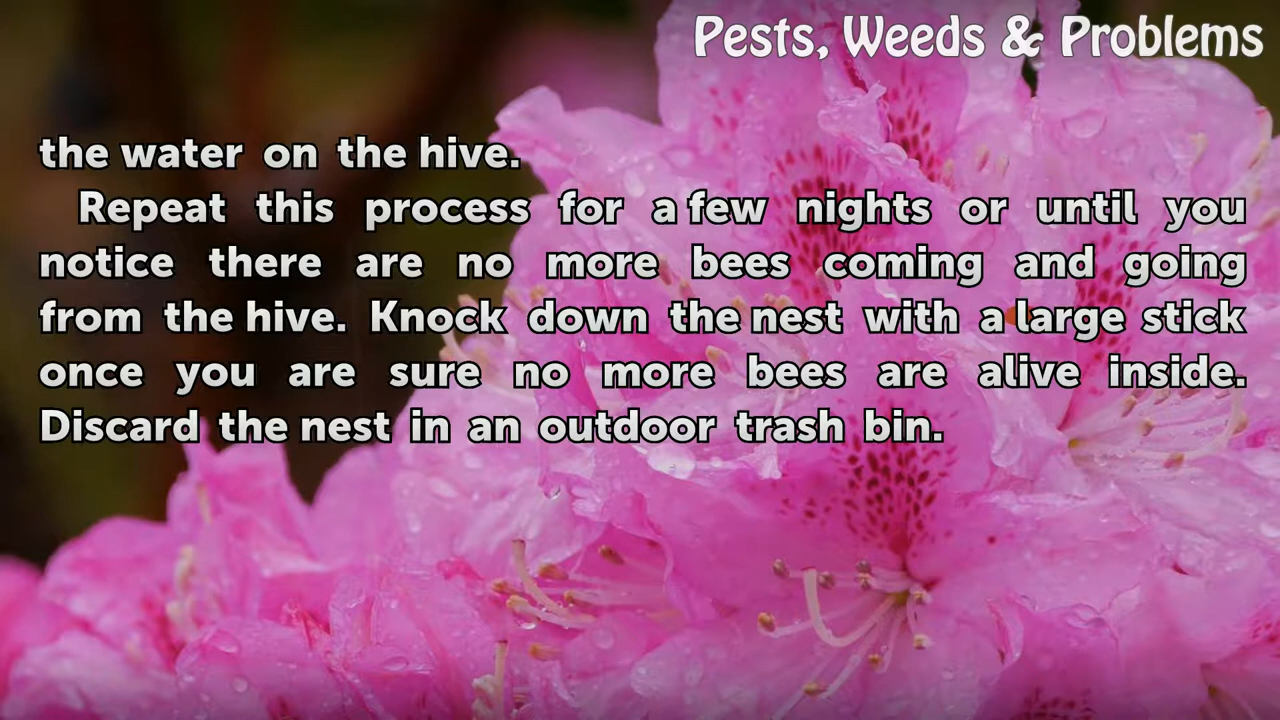 Pests, Weeds & Problems
the water on the hive.
Repeat this process for a few nights or until you
notice there are no more bees coming and going
from the hive. Knock down the nest with a large stick
once you are sure no more bees are alive inside.
Discard the nest in an outdoor trash bin.